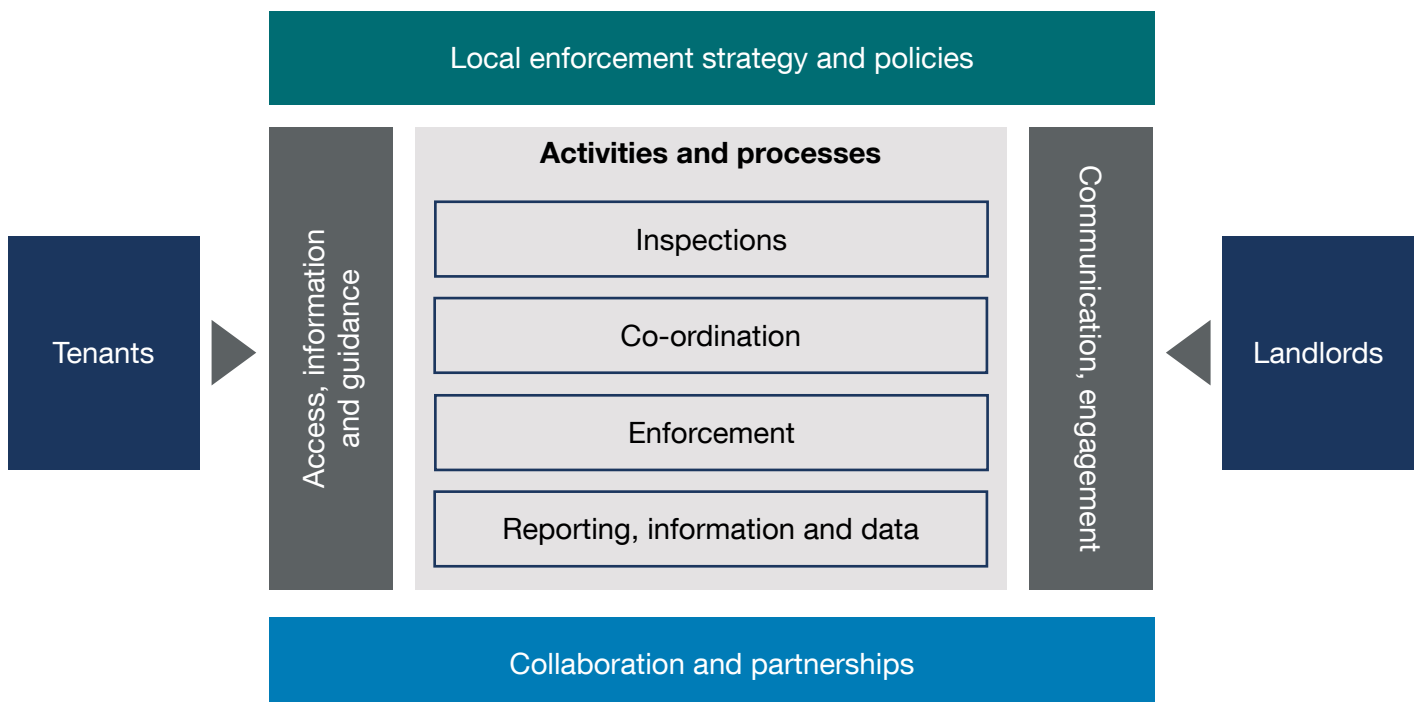 Local enforcement strategy and policies
Tenants
Access, information
and guidance
Activities and processes
Inspections
Co-ordination
Enforcement
Reporting, information and data
Communication, engagement
Landlords
Collaboration and partnerships